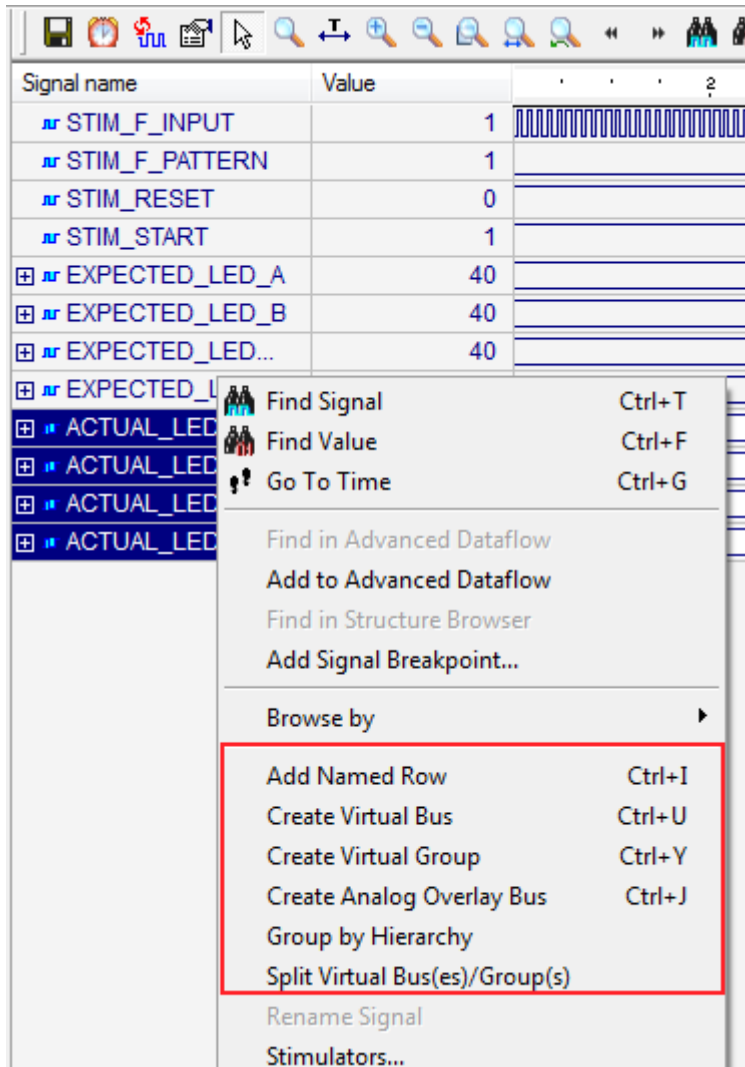 Signal name Value 2
STIM_F_INPUT 1
STIM_F_PATTERN 1
STIM_RESET 0
STIM_START 1
EXPECTED_LED_A 40
EXPECTED_LED_B 40
EXPECTED_LED... 40
EXPECTED_L
ACTUAL_LED
ACTUAL_LED
ACTUAL_LED
ACTUAL_LED
Find Signal Ctrl+T
Find Value Ctrl+F
Go To Time Ctrl+G
Find in Advanced Dataflow
Add to Advanced Dataflow
Find in Structure Browser
Add Signal Breakpoint...
Browse by
Add Named Row Ctrl+I
Create Virtual Bus Ctrl+U
Create Virtual Group Ctrl+Y
Create Analog Overlay Bus Ctrl+J
Group by Hierarchy
Split Virtual Bus(es)/Group(s)
Rename Signal
Stimulators...